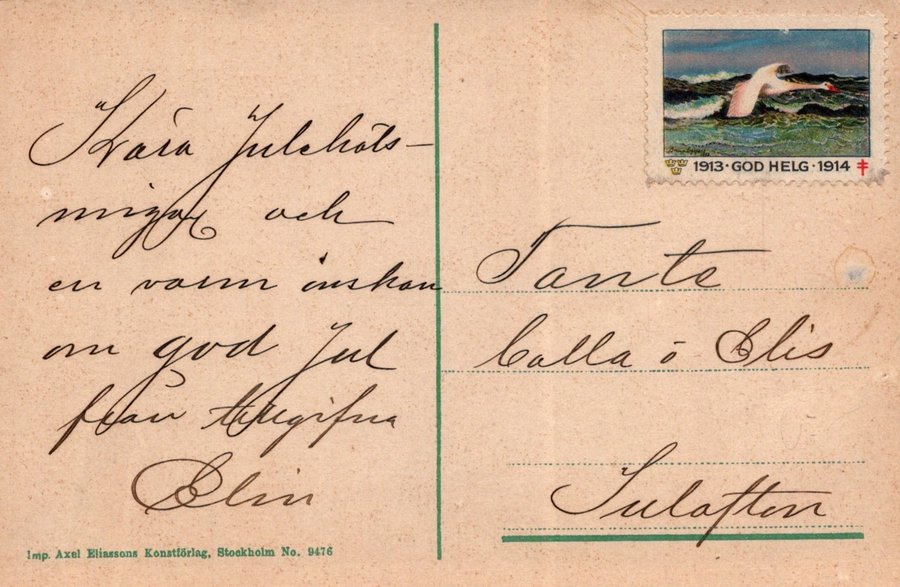 Kära Julehåls-
ningar och
en varm önskan
om god Jul
från tillgifna
Elin
Imp. Axel Eliassons Konstförlag, Stockholm No. 9476
1913 · GOD HELG · 1914
Tante
Calla o Elis
Julafton